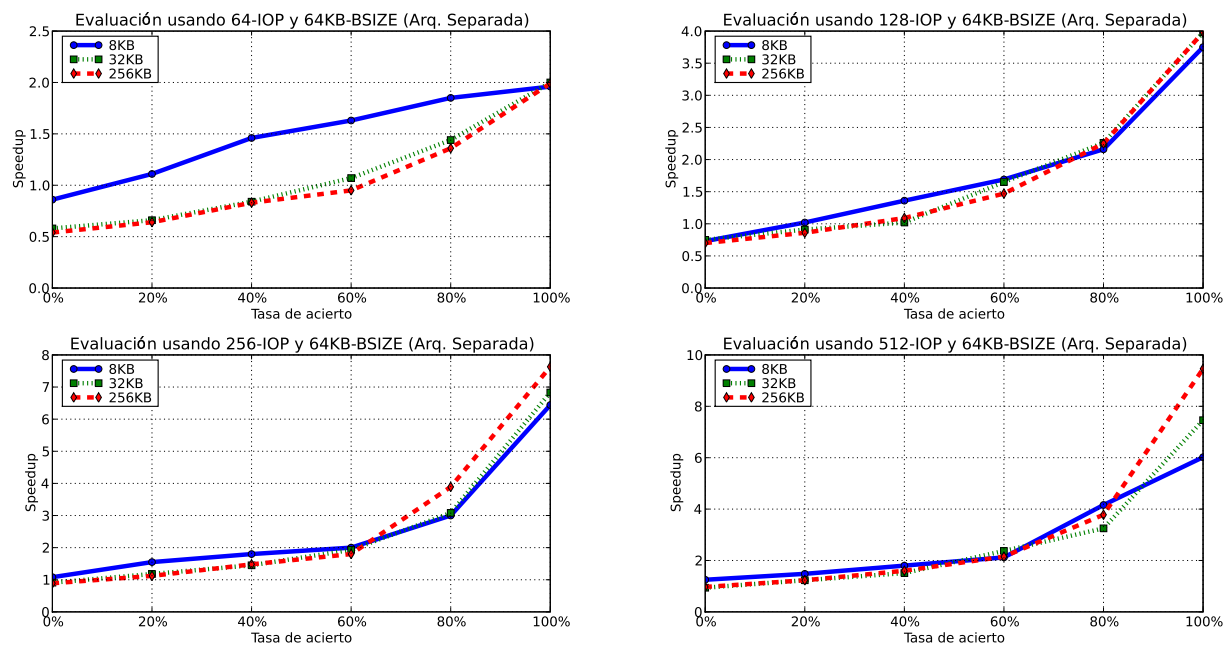 Evaluación usando 64-IOP y 64KB-BSIZE (Arq. Separada)
2.5
2.0
1.5
1.0
0.5
0.0
Speedup
8KB
32KB
256KB
0% 20% 40% 60% 80% 100%
Tasa de acierto
Evaluación usando 128-IOP y 64KB-BSIZE (Arq. Separada)
4.0
3.5
3.0
2.5
2.0
1.5
1.0
0.5
0.0
Speedup
8KB
32KB
256KB
0% 20% 40% 60% 80% 100%
Tasa de acierto
Evaluación usando 256-IOP y 64KB-BSIZE (Arq. Separada)
8
7
6
5
4
3
2
1
0
Speedup
8KB
32KB
256KB
0% 20% 40% 60% 80% 100%
Tasa de acierto
Evaluación usando 512-IOP y 64KB-BSIZE (Arq. Separada)
10
8
6
4
2
0
Speedup
8KB
32KB
256KB
0% 20% 40% 60% 80% 100%
Tasa de acierto